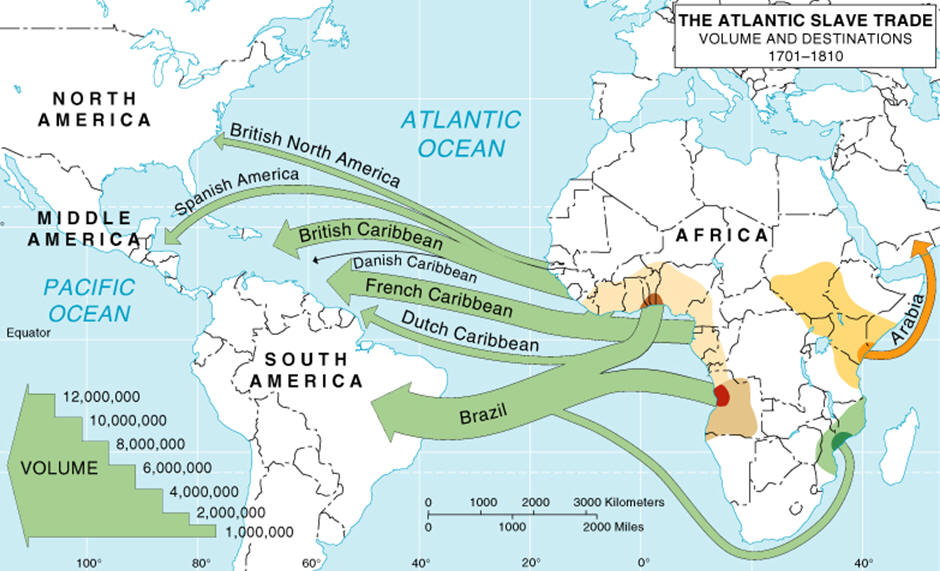 THE ATLANTIC SLAVE TRADE
VOLUME AND DESTINATIONS
1701–1810
NORTH
AMERICA
ATLANTIC
OCEAN
British North America
Spanish America
MIDDLE
AMERICA
British Caribbean
AFRICA
Danish Caribbean
PACIFIC
OCEAN
French Caribbean
Arabia
Dutch Caribbean
Equator
SOUTH
AMERICA
Brazil
12,000,000
10,000,000
8,000,000
VOLUME
6,000,000
4,000,000
2,000,000
1,000,000
0 1000 2000 3000 Kilometers
0 1000 2000 Miles
100° 80° 60° 40° 20° 0° 40°